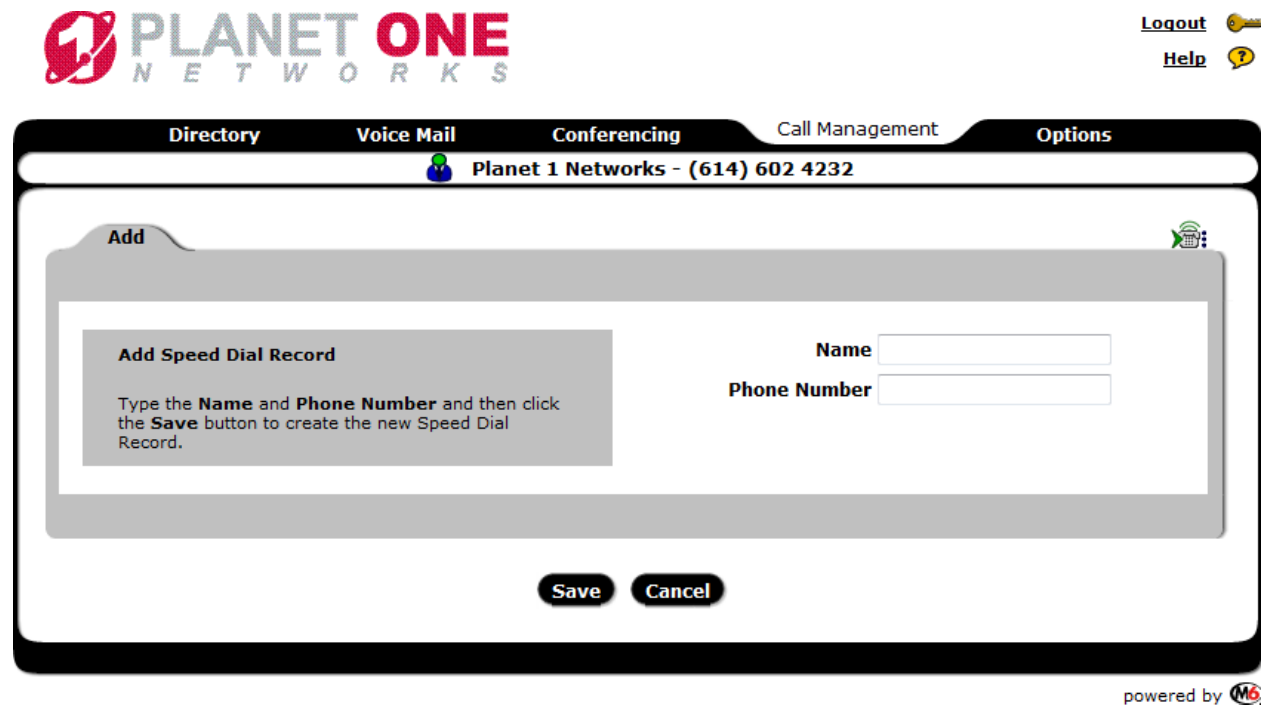 PLANET ONE
NETWORKS
Logout
Help
Directory Voice Mail Conferencing Call Management Options
Planet 1 Networks - (614) 602 4232
Add
Add Speed Dial Record
Type the Name and Phone Number and then click
the Save button to create the new Speed Dial
Record.
Name
Phone Number
Save Cancel
powered by M6